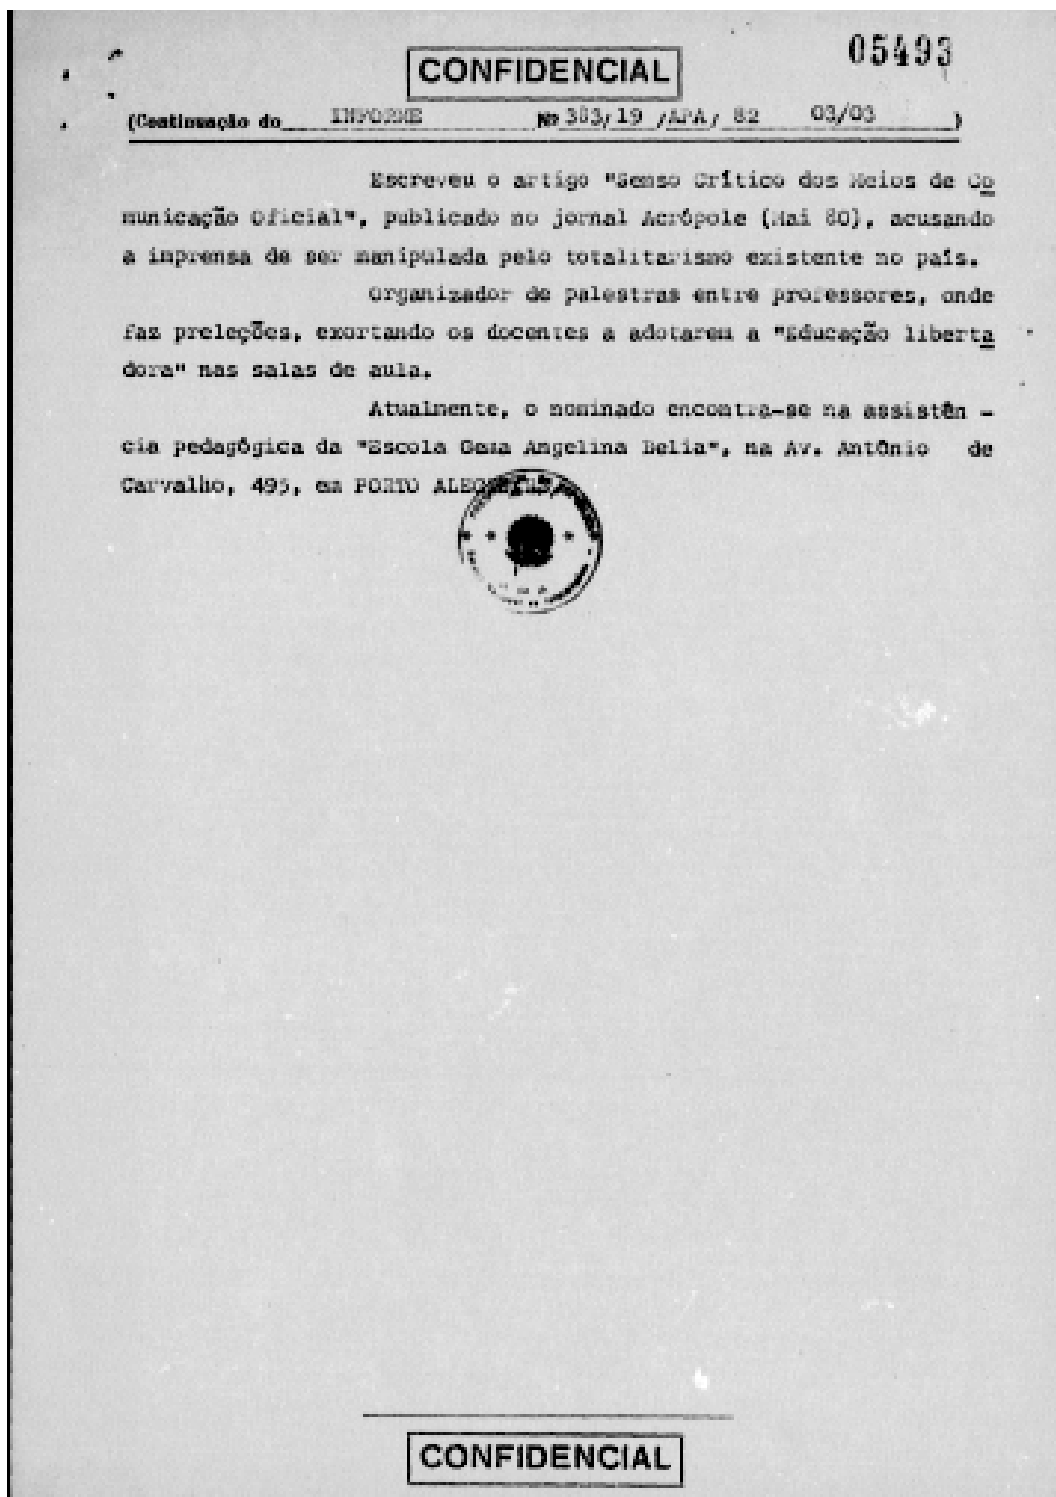 05493
CONFIDENCIAL
(Continuação do INFORME Nº 383/19 /APA/ 82 03/03 )
Escreveu o artigo "Senso Crítico dos Meios de Co
municação Oficial", publicado no jornal Acrópole (Mai 80), acusando
a imprensa de ser manipulada pelo totalitarismo existente no país.
Organizador de palestras entre professores, onde
faz preleções, exortando os docentes a adotarem a "Educação liberta
dora" nas salas de aula.
Atualmente, o nominado encontra-se na assistên -
cia pedagógica da "Escola Gema Angelina Belia", na Av. Antônio de
Carvalho, 495, em PORTO
CONFIDENCIAL